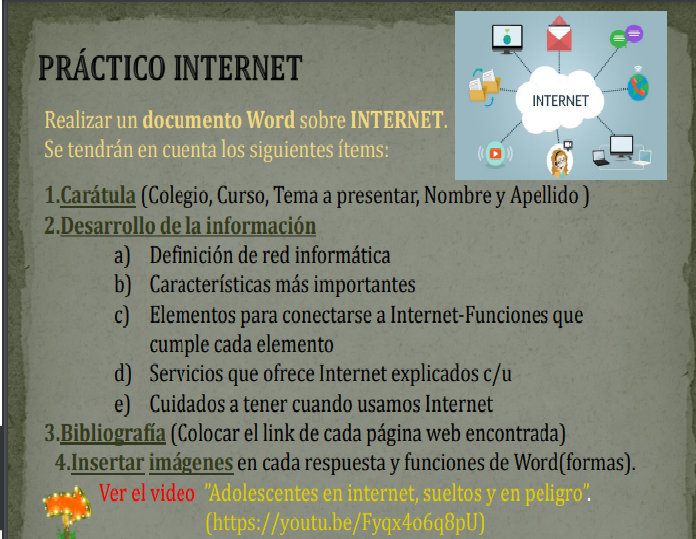 PRÁCTICO INTERNET
INTERNET
Realizar un documento Word sobre INTERNET.
Se tendrán en cuenta los siguientes ítems:
1.Carátula (Colegio, Curso, Tema a presentar, Nombre y Apellido )
2.Desarrollo de la información
a) Definición de red informática
b) Características más importantes
c) Elementos para conectarse a Internet-Funciones que
cumple cada elemento
d) Servicios que ofrece Internet explicados c/u
e) Cuidados a tener cuando usamos Internet
3.Bibliografía (Colocar el link de cada página web encontrada)
4.Insertar imágenes en cada respuesta y funciones de Word(formas).
Ver el video "Adolescentes en internet, sueltos y en peligro".
(https://youtu.be/Fyqx4o6q8pU)